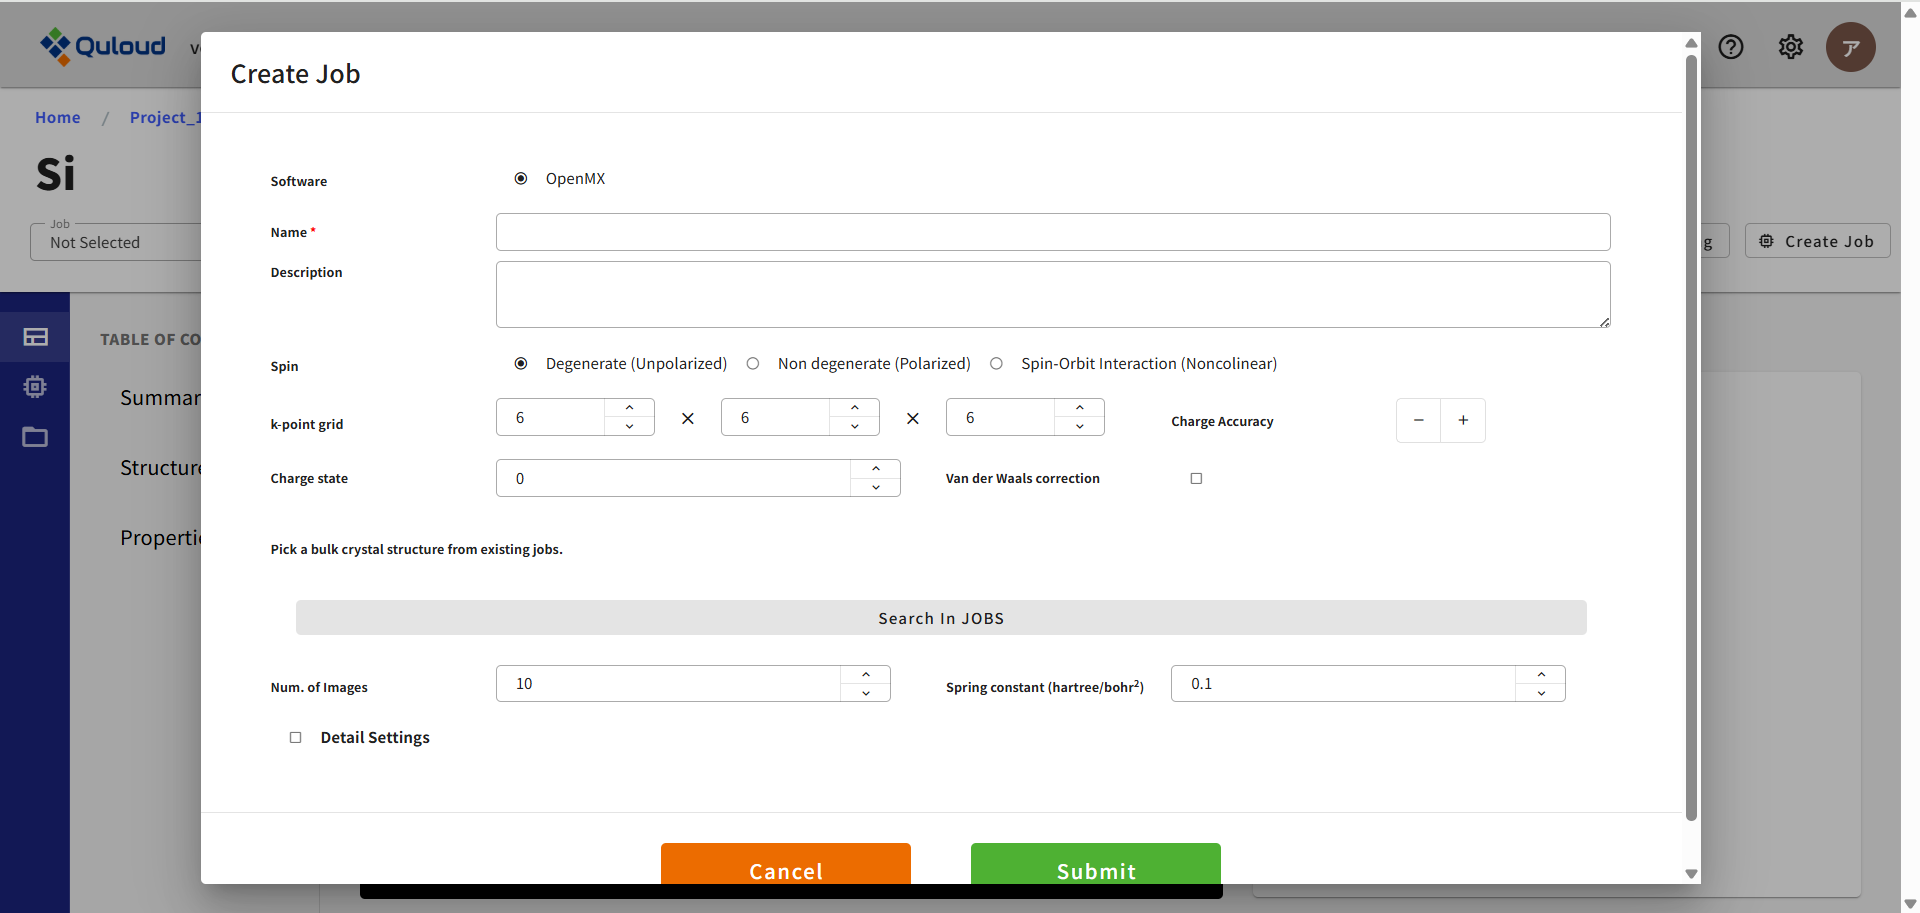 Quloud
Create Job
ア
Home / Project_1
Si
Job
Not Selected
g
Create Job
TABLE OF CO
Summar
Structure
Properti
Software
OpenMX
Name *
Description
Spin
Degenerate (Unpolarized)
Non degenerate (Polarized)
Spin-Orbit Interaction (Noncolinear)
k-point grid
6 × 6 × 6
Charge Accuracy
− +
Charge state
0
Van der Waals correction
Pick a bulk crystal structure from existing jobs.
Search In JOBS
Num. of Images
10
Spring constant (hartree/bohr²)
0.1
Detail Settings
Cancel
Submit